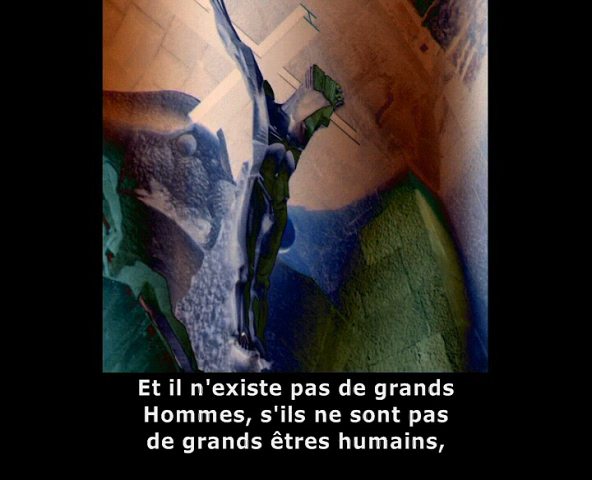 Et il n'existe pas de grands
Hommes, s'ils ne sont pas
de grands êtres humains,